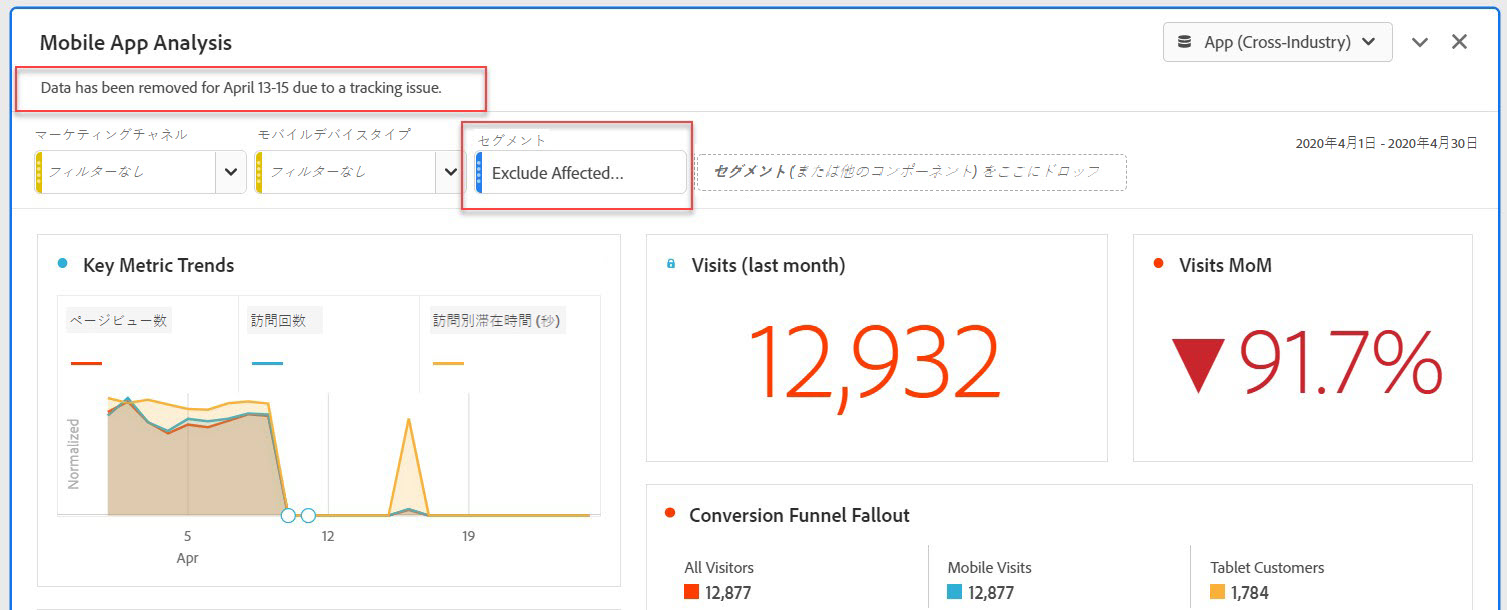 Mobile App Analysis
App (Cross-Industry)
Data has been removed for April 13-15 due to a tracking issue.
マーケティングチャネル
モバイルデバイスタイプ
セグメント
2020年4月1日 - 2020年4月30日
フィルターなし
フィルターなし
Exclude Affected...
セグメント (または他のコンポーネント) をここにドロップ
Key Metric Trends
ページビュー数
訪問回数
訪問別滞在時間 (秒)
Normalized
5
12
19
Apr
Visits (last month)
12,932
Visits MoM
▼91.7%
Conversion Funnel Fallout
All Visitors
12,877
Mobile Visits
12,877
Tablet Customers
1,784